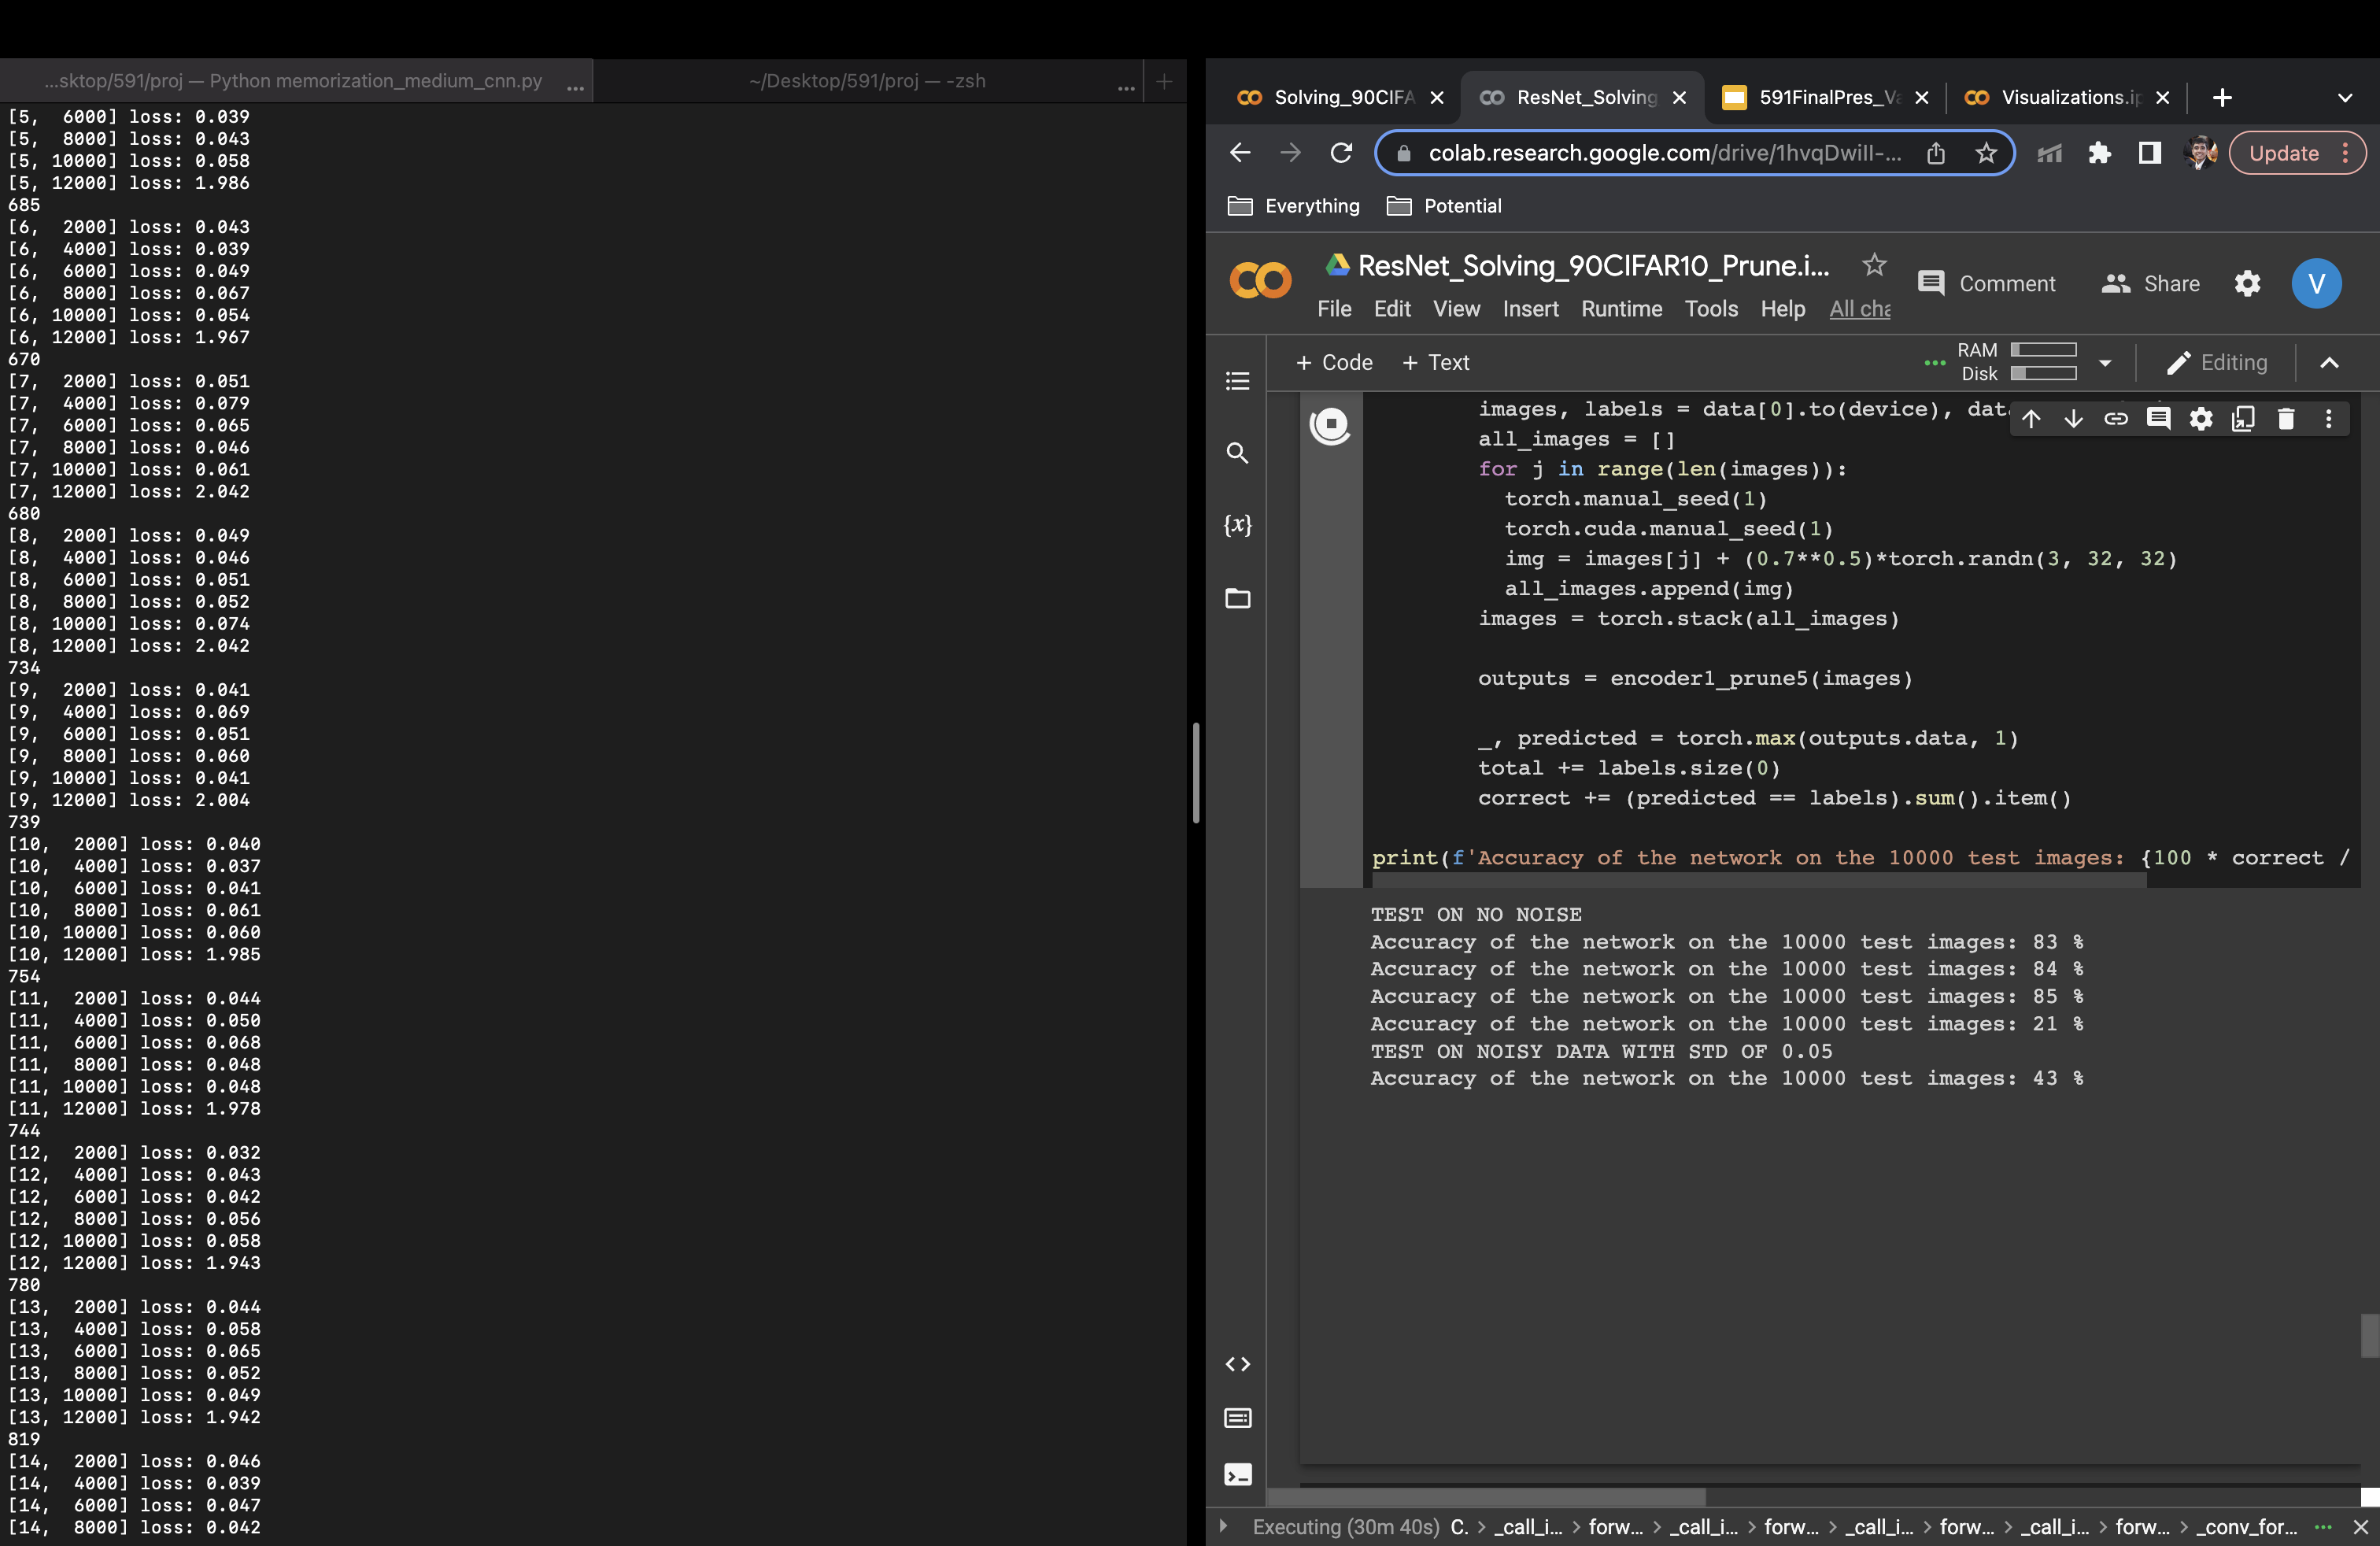 ...sktop/591/proj — Python memorization_medium_cnn.py ...
~/Desktop/591/proj — -zsh ...
[5,  6000] loss: 0.039
[5,  8000] loss: 0.043
[5, 10000] loss: 0.058
[5, 12000] loss: 1.986
685
[6,  2000] loss: 0.043
[6,  4000] loss: 0.039
[6,  6000] loss: 0.049
[6,  8000] loss: 0.067
[6, 10000] loss: 0.054
[6, 12000] loss: 1.967
670
[7,  2000] loss: 0.051
[7,  4000] loss: 0.079
[7,  6000] loss: 0.065
[7,  8000] loss: 0.046
[7, 10000] loss: 0.061
[7, 12000] loss: 2.042
680
[8,  2000] loss: 0.049
[8,  4000] loss: 0.046
[8,  6000] loss: 0.051
[8,  8000] loss: 0.052
[8, 10000] loss: 0.074
[8, 12000] loss: 2.042
734
[9,  2000] loss: 0.041
[9,  4000] loss: 0.069
[9,  6000] loss: 0.051
[9,  8000] loss: 0.060
[9, 10000] loss: 0.041
[9, 12000] loss: 2.004
739
[10,  2000] loss: 0.040
[10,  4000] loss: 0.037
[10,  6000] loss: 0.041
[10,  8000] loss: 0.061
[10, 10000] loss: 0.060
[10, 12000] loss: 1.985
754
[11,  2000] loss: 0.044
[11,  4000] loss: 0.050
[11,  6000] loss: 0.068
[11,  8000] loss: 0.048
[11, 10000] loss: 0.048
[11, 12000] loss: 1.978
744
[12,  2000] loss: 0.032
[12,  4000] loss: 0.043
[12,  6000] loss: 0.042
[12,  8000] loss: 0.056
[12, 10000] loss: 0.058
[12, 12000] loss: 1.943
780
[13,  2000] loss: 0.044
[13,  4000] loss: 0.058
[13,  6000] loss: 0.065
[13,  8000] loss: 0.052
[13, 10000] loss: 0.049
[13, 12000] loss: 1.942
819
[14,  2000] loss: 0.046
[14,  4000] loss: 0.039
[14,  6000] loss: 0.047
[14,  8000] loss: 0.042
Solving_90CIFA
ResNet_Solving
591FinalPres_Va
Visualizations.ip
colab.research.google.com/drive/1hvqDwiII-...
Update
Everything
Potential
ResNet_Solving_90CIFAR10_Prune.i...
Comment
Share
V
File Edit View Insert Runtime Tools Help All cha
+ Code + Text
RAM
Disk
Editing
{x}
images, labels = data[0].to(device), dat
all_images = []
for j in range(len(images)):
torch.manual_seed(1)
torch.cuda.manual_seed(1)
img = images[j] + (0.7**0.5)*torch.randn(3, 32, 32)
all_images.append(img)
images = torch.stack(all_images)
outputs = encoder1_prune5(images)
_, predicted = torch.max(outputs.data, 1)
total += labels.size(0)
correct += (predicted == labels).sum().item()
print(f'Accuracy of the network on the 10000 test images: {100 * correct /
TEST ON NO NOISE
Accuracy of the network on the 10000 test images: 83 %
Accuracy of the network on the 10000 test images: 84 %
Accuracy of the network on the 10000 test images: 85 %
Accuracy of the network on the 10000 test images: 21 %
TEST ON NOISY DATA WITH STD OF 0.05
Accuracy of the network on the 10000 test images: 43 %
Executing (30m 40s) C. > _call_i... > forw... > _call_i... > forw... > _call_i... > forw... > _call_i... > forw... > _conv_for...